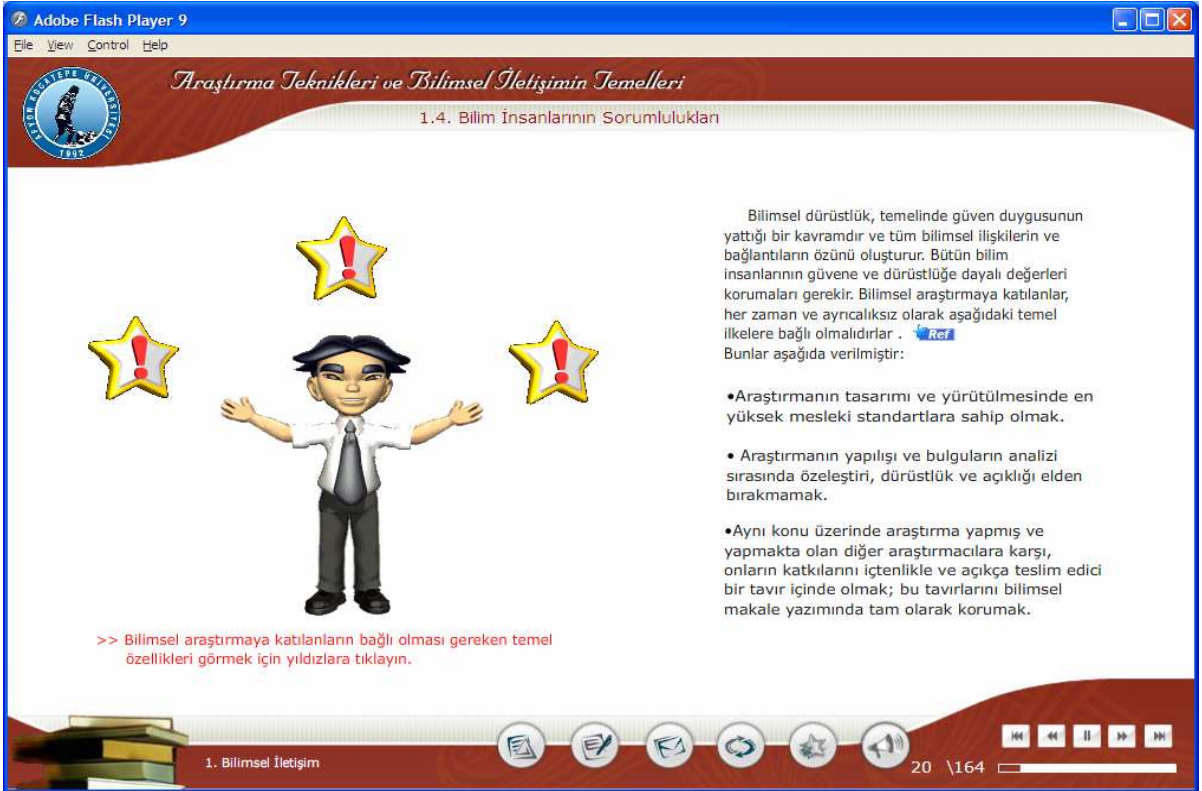 Adobe Flash Player 9
File View Control Help
AFYON KOCATEPE ÜNİVERSİTESİ
1992
Araştırma Teknikleri ve Bilimsel İletişimin Temelleri
1.4. Bilim İnsanlarının Sorumlulukları
Bilimsel dürüstlük, temelinde güven duygusunun
yattığı bir kavramdır ve tüm bilimsel ilişkilerin ve
bağlantıların özünü oluşturur. Bütün bilim
insanlarının güvene ve dürüstlüğe dayalı değerleri
korumaları gerekir. Bilimsel araştırmaya katılanlar,
her zaman ve ayrıcalıksız olarak aşağıdaki temel
ilkelere bağlı olmalıdırlar . Ref
Bunlar aşağıda verilmiştir:
•Araştırmanın tasarımı ve yürütülmesinde en
yüksek mesleki standartlara sahip olmak.
• Araştırmanın yapılışı ve bulguların analizi
sırasında özeleştiri, dürüstlük ve açıklığı elden
bırakmamak.
•Aynı konu üzerinde araştırma yapmış ve
yapmakta olan diğer araştırmacılara karşı,
onların katkılarını içtenlikle ve açıkça teslim edici
bir tavır içinde olmak; bu tavırlarını bilimsel
makale yazımında tam olarak korumak.
>> Bilimsel araştırmaya katılanların bağlı olması gereken temel
özellikleri görmek için yıldızlara tıklayın.
1. Bilimsel İletişim
20 \164